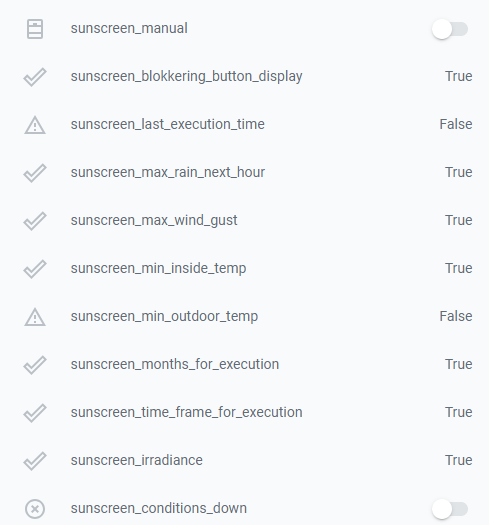 sunscreen_manual
sunscreen_blokkering_button_display True
sunscreen_last_execution_time False
sunscreen_max_rain_next_hour True
sunscreen_max_wind_gust True
sunscreen_min_inside_temp True
sunscreen_min_outdoor_temp False
sunscreen_months_for_execution True
sunscreen_time_frame_for_execution True
sunscreen_irradiance True
sunscreen_conditions_down